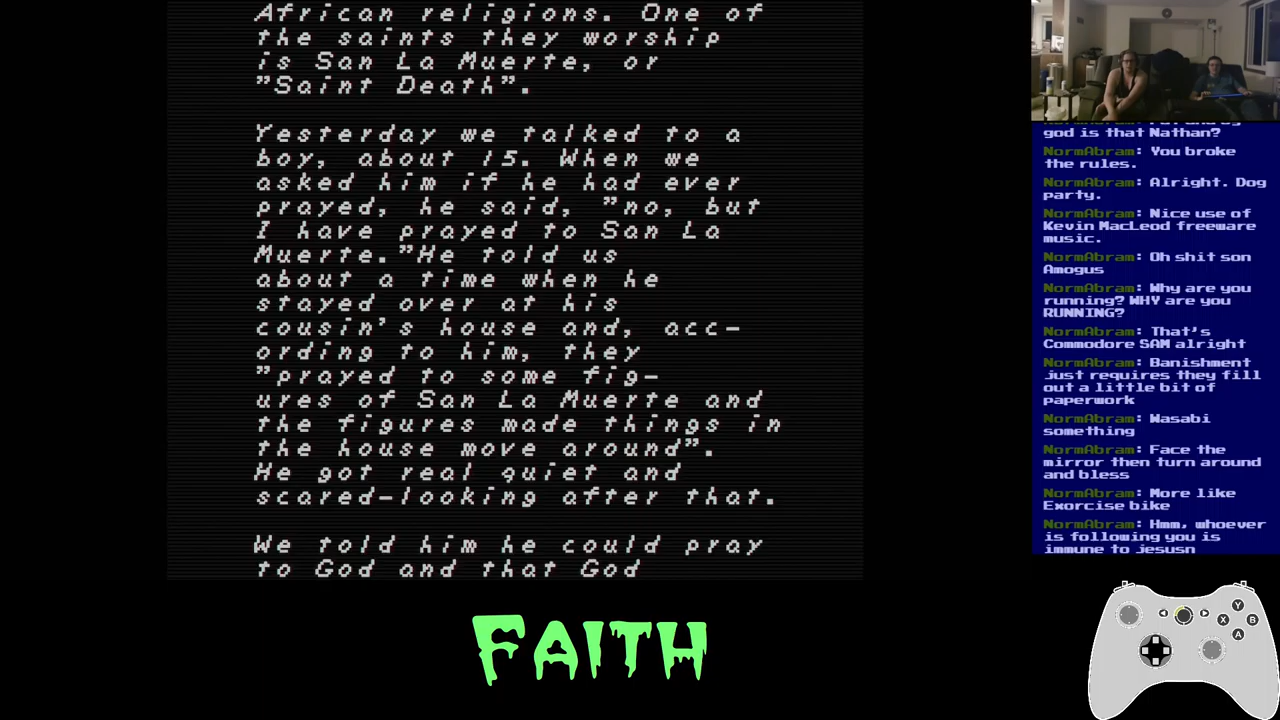 African religions. One of
the saints they worship
is San La Muerte, or
"Saint Death".
Yesterday we talked to a
boy, about 15. When we
asked him if he had ever
prayed, he said, "no, but
I have prayed to San La
Muerte."He told us
about a time when he
stayed over at his
cousin's house and, acc-
ording to him, they
"prayed to some fig-
ures of San La Muerte and
the figures made things in
the house move around".
He got real quiet and
scared-looking after that.
We told him he could pray
to God and that God
FAITH
god is that Nathan?
NormAbram: You broke
the rules.
NormAbram: Alright. Dog
party.
NormAbram: Nice use of
Kevin MacLeod freeware
music.
NormAbram: Oh shit son
Amogus
NormAbram: Why are you
running? WHY are you
RUNNING?
NormAbram: That's
Commodore SAM alright
NormAbram: Banishment
just requires they fill
out a little bit of
paperwork
NormAbram: Wasabi
something
NormAbram: Face the
mirror then turn around
and bless
NormAbram: More like
Exorcise bike
NormAbram: Hmm, whoever
is following you is
immune to jesusn
Y
X
B
A